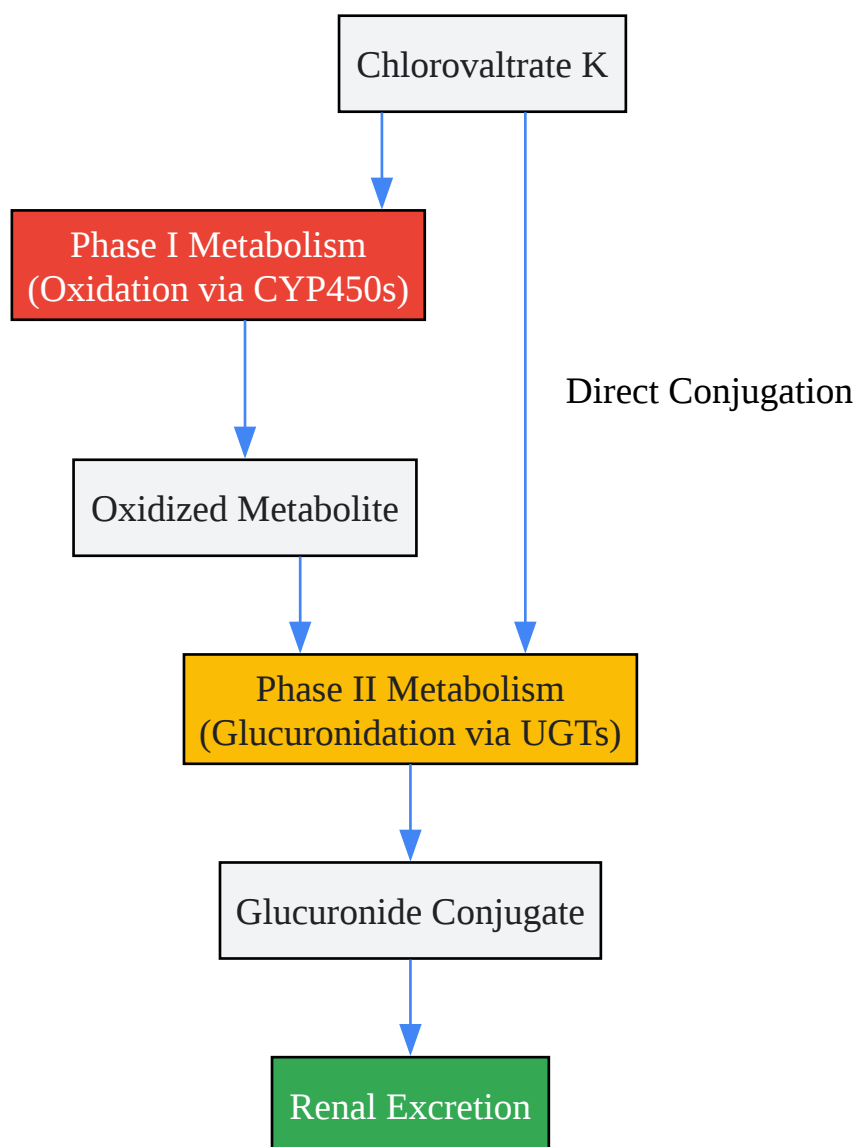 Chlorovaltrate K
Phase I Metabolism
(Oxidation via CYP450s)
Direct Conjugation
Oxidized Metabolite
Phase II Metabolism
(Glucuronidation via UGTs)
Glucuronide Conjugate
Renal Excretion